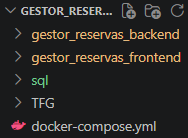 GESTOR_RESER...
gestor_reservas_backend
gestor_reservas_frontend
sql
TFG
docker-compose.yml